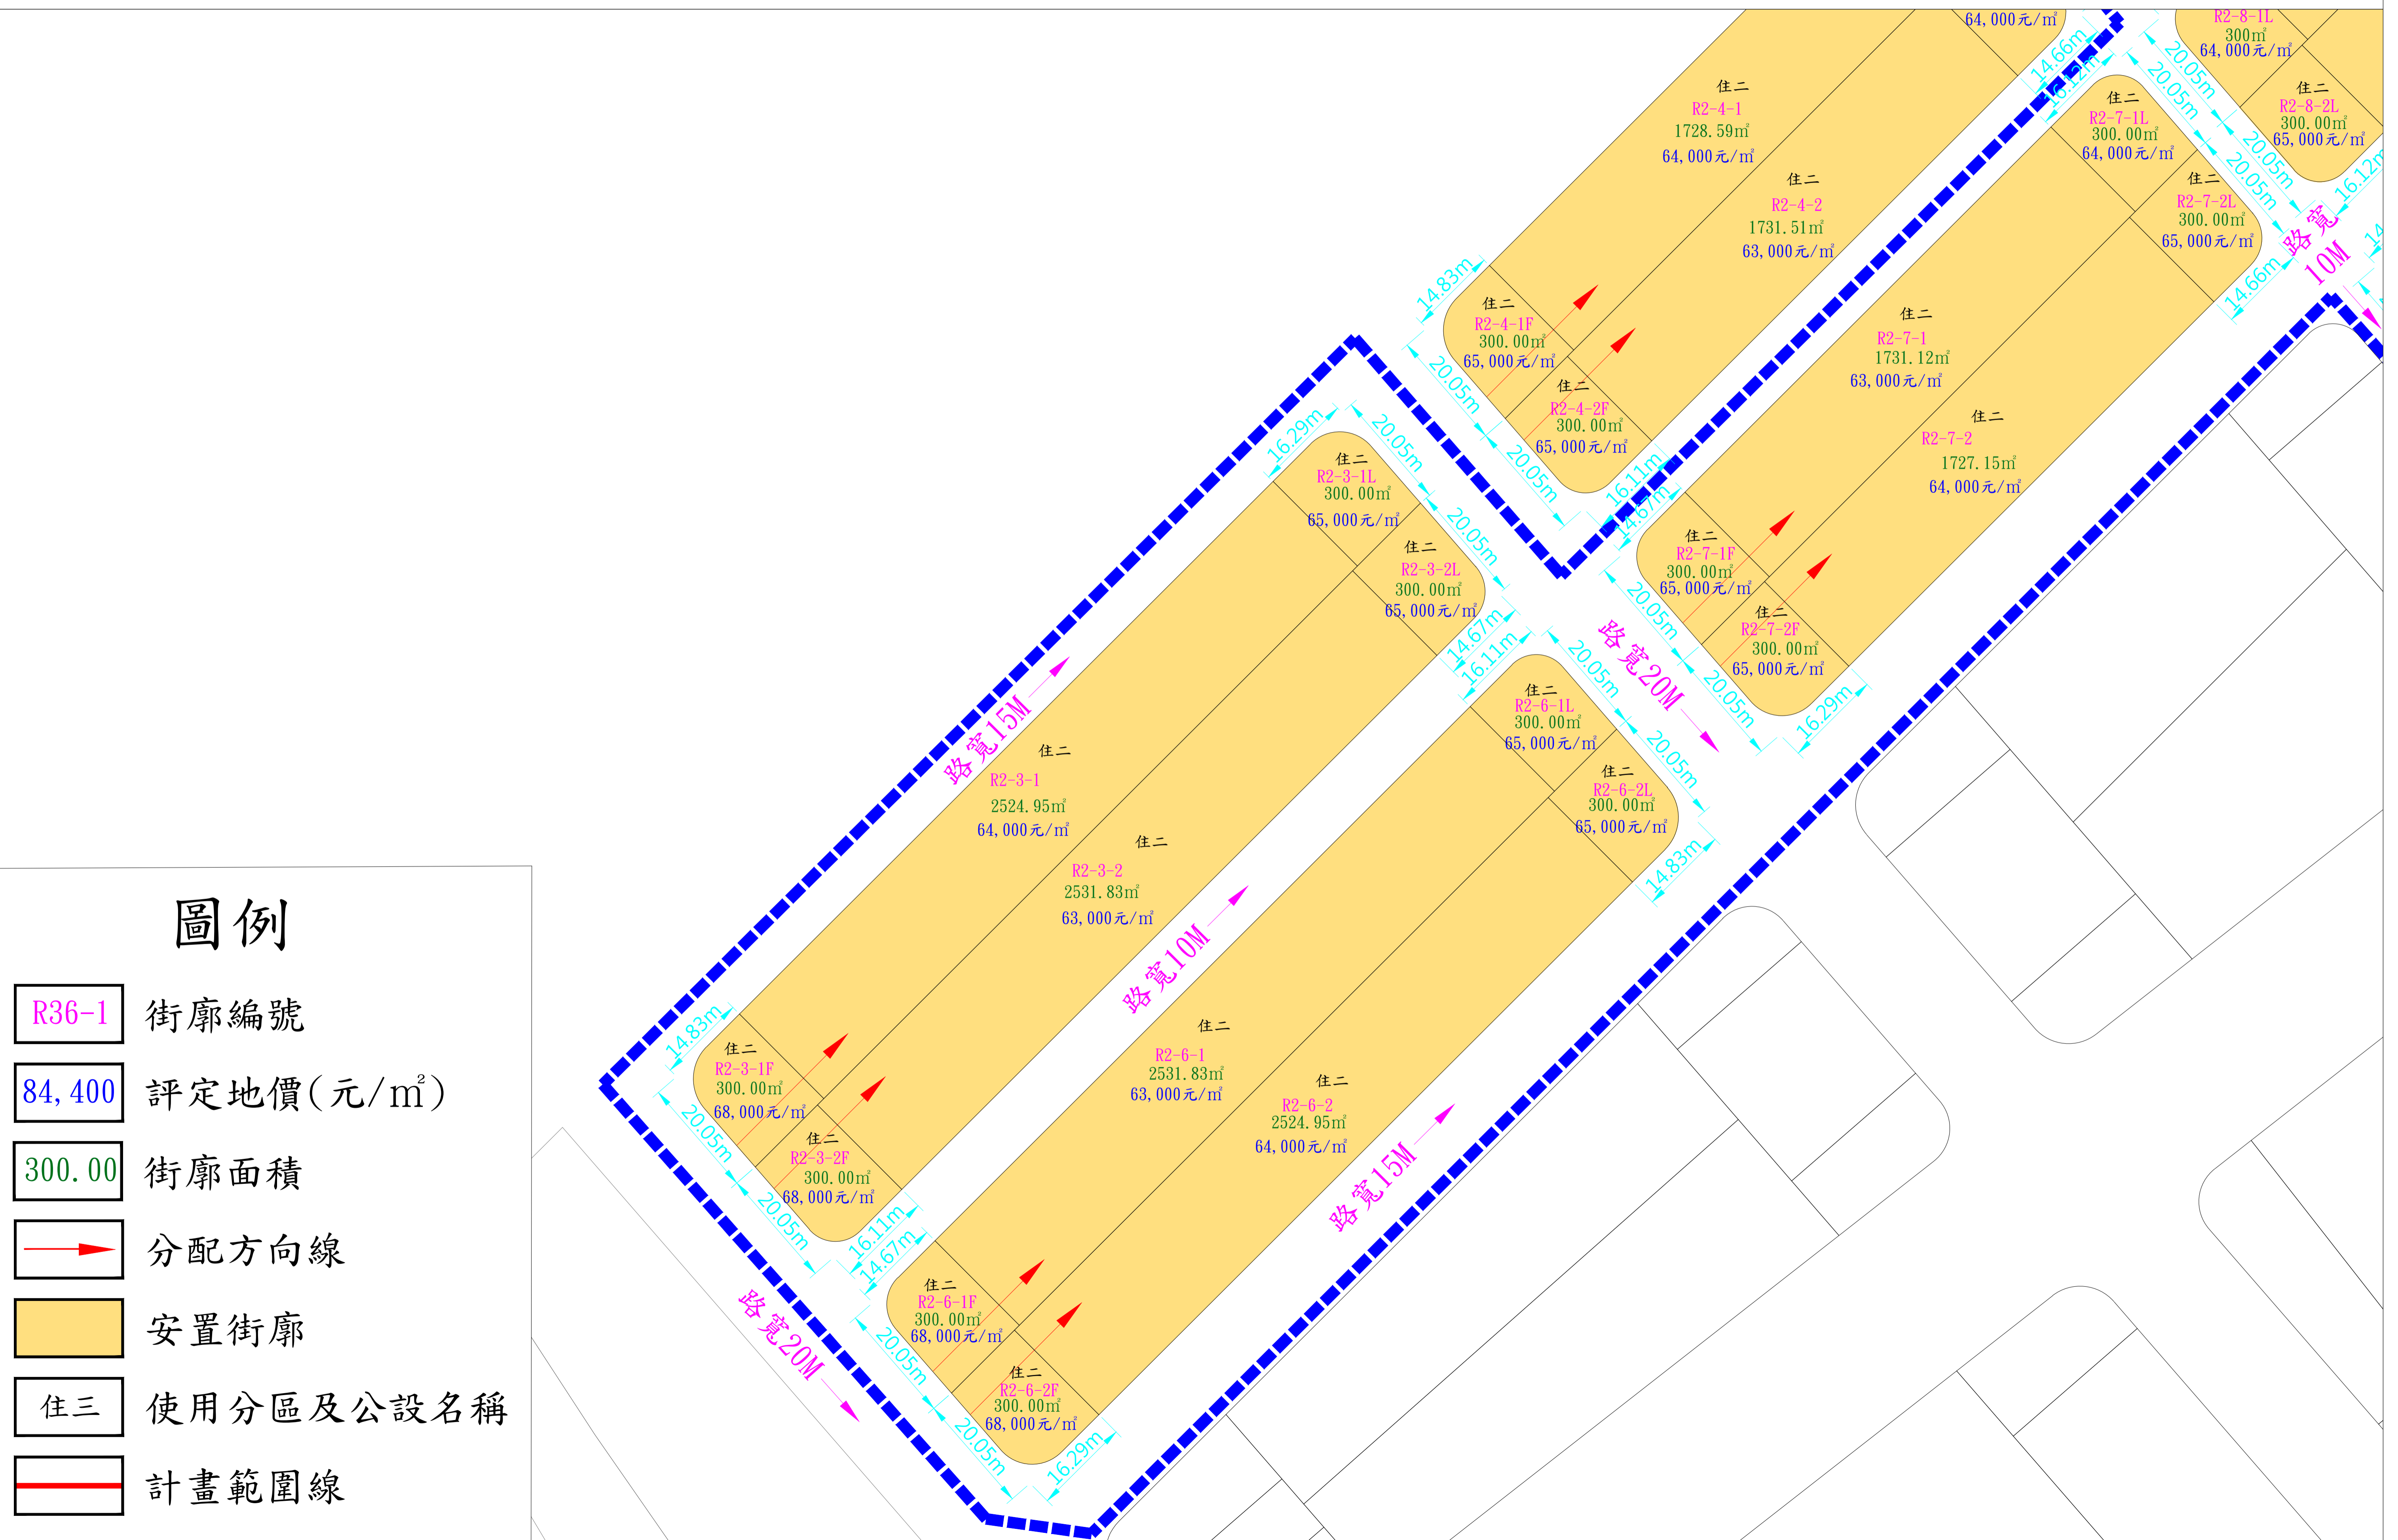 64,000元/㎡
14.66m
16.12m
20.05m
20.05m
R2-8-1L
300㎡
64,000元/㎡
20.05m
20.05m
住二
R2-8-2L
300.00㎡
65,000元/㎡
16.12m
住二
R2-4-1
1728.59㎡
64,000元/㎡
住二
R2-4-2
1731.51㎡
63,000元/㎡
住二
R2-7-1L
300.00㎡
64,000元/㎡
住二
R2-7-2L
300.00㎡
65,000元/㎡
路寬
10M
14.66m
14.83m
住二
R2-4-1F
300.00㎡
65,000元/㎡
20.05m
住二
R2-4-2F
300.00㎡
65,000元/㎡
20.05m
16.11m
14.67m
住二
R2-7-1
1731.12㎡
63,000元/㎡
住二
R2-7-2
1727.15㎡
64,000元/㎡
住二
R2-7-1F
300.00㎡
65,000元/㎡
20.05m
住二
R2-7-2F
300.00㎡
65,000元/㎡
20.05m
16.29m
16.29m
20.05m
住二
R2-3-1L
300.00㎡
65,000元/㎡
20.05m
住二
R2-3-2L
300.00㎡
65,000元/㎡
14.67m
16.11m
路寬20M
20.05m
住二
R2-6-1L
300.00㎡
65,000元/㎡
20.05m
住二
R2-6-2L
300.00㎡
65,000元/㎡
14.83m
路寬15M
住二
R2-3-1
2524.95㎡
64,000元/㎡
住二
R2-3-2
2531.83㎡
63,000元/㎡
路寬10M
住二
R2-6-1
2531.83㎡
63,000元/㎡
住二
R2-6-2
2524.95㎡
64,000元/㎡
路寬15M
14.83m
住二
R2-3-1F
300.00㎡
68,000元/㎡
20.05m
住二
R2-3-2F
300.00㎡
68,000元/㎡
20.05m
16.11m
14.67m
路寬20M
住二
R2-6-1F
300.00㎡
68,000元/㎡
20.05m
住二
R2-6-2F
300.00㎡
68,000元/㎡
20.05m
16.29m
圖例
R36-1 街廓編號
84,400 評定地價(元/㎡)
300.00 街廓面積
分配方向線
安置街廓
住三 使用分區及公設名稱
計畫範圍線